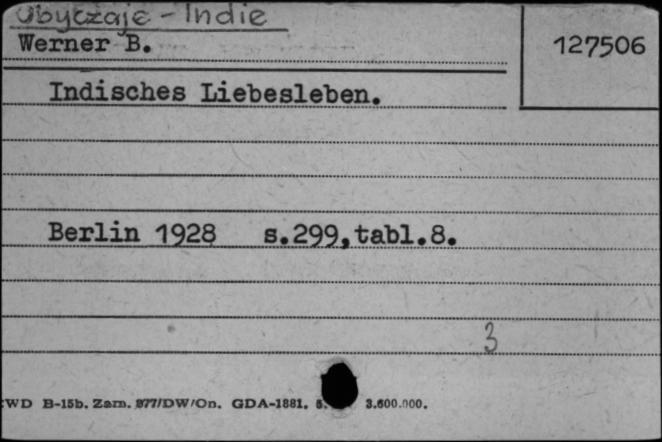 Obyczaje - Indie
Werner B.
127506
Indisches Liebesleben.
Berlin 1928 s.299,tabl.8.
3
WD B-15b. Zam. 977/DW/On. GDA-1881. 3.600.000.